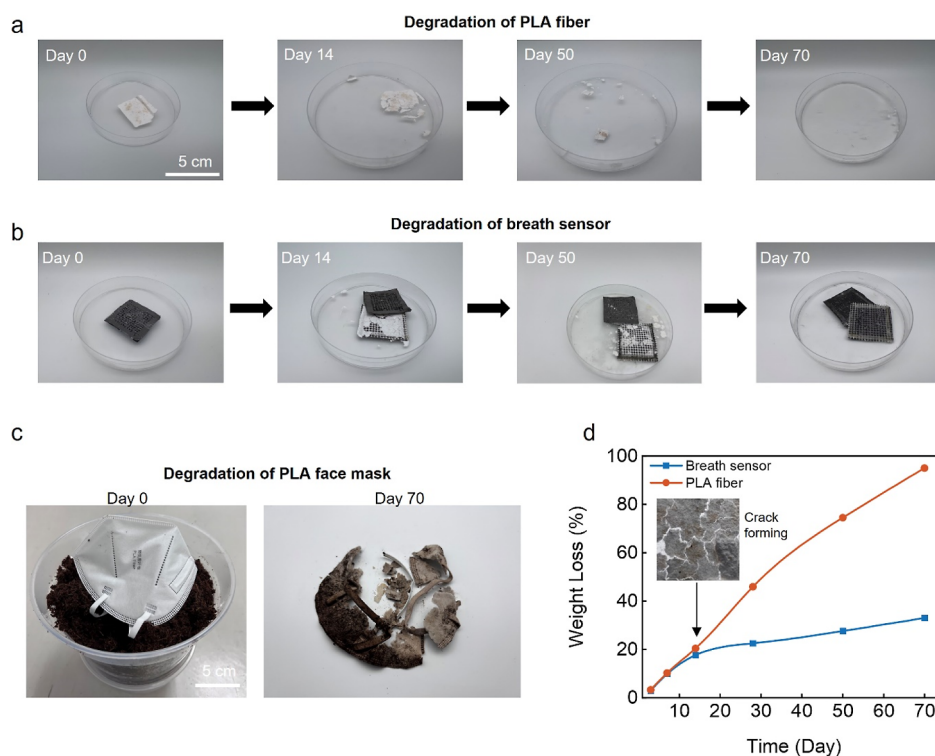 a
Degradation of PLA fiber
Day 0
Day 14
Day 50
Day 70
5 cm
b
Degradation of breath sensor
Day 0
Day 14
Day 50
Day 70
c
Degradation of PLA face mask
Day 0
Day 70
5 cm
d
Breath sensor
PLA fiber
Crack
forming
Weight Loss (%)
100
80
60
40
20
0
10 20 30 40 50 60 70
Time (Day)